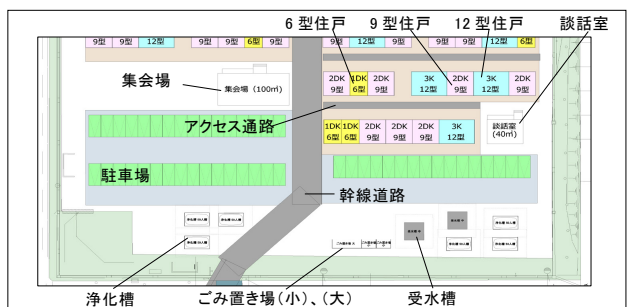 6型住戸 9型住戸 12型住戸 談話室
9型 9型 12型 9型 9型 6型 9型 9型 12型 9型 9型 12型 6型
集会場
集会場 (100㎡)
2DK 1DK 2DK 3K 2DK 3K 2DK
9型 6型 9型 12型 9型 12型 9型
アクセス通路
1DK 1DK 2DK 2DK 2DK 3K
6型 6型 9型 9型 9型 12型
談話室
(40㎡)
駐車場
幹線道路
浄化槽 ごみ置き場(小)、(大) 受水槽